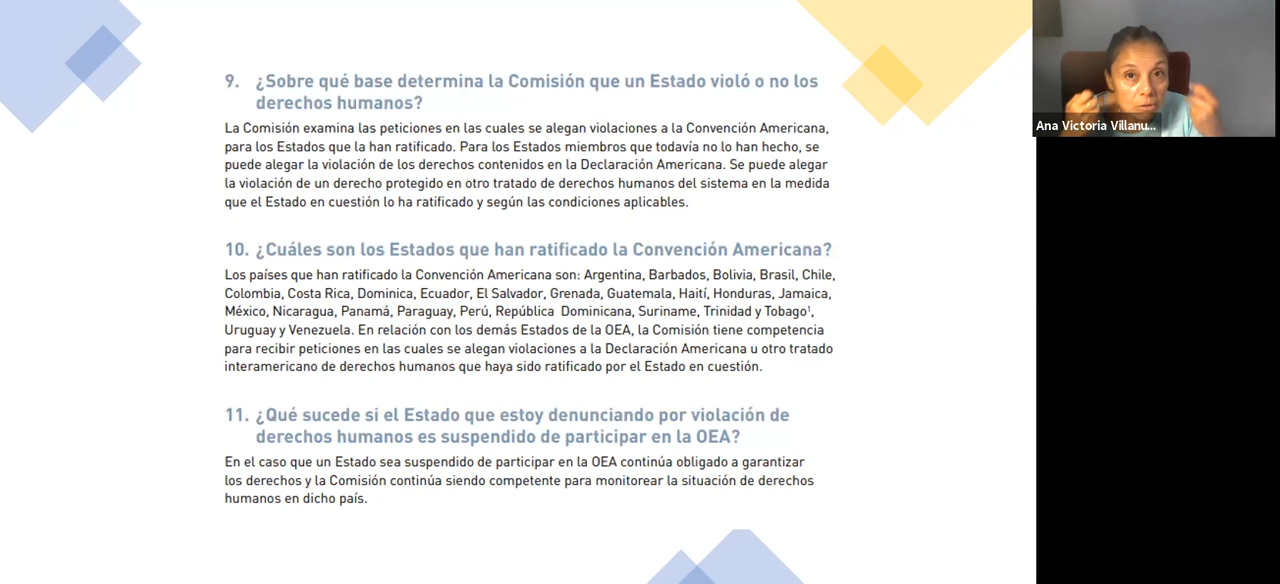 9. ¿Sobre qué base determina la Comisión que un Estado violó o no los
derechos humanos?
La Comisión examina las peticiones en las cuales se alegan violaciones a la Convención Americana,
para los Estados que la han ratificado. Para los Estados miembros que todavía no lo han hecho, se
puede alegar la violación de los derechos contenidos en la Declaración Americana. Se puede alegar
la violación de un derecho protegido en otro tratado de derechos humanos del sistema en la medida
que el Estado en cuestión lo ha ratificado y según las condiciones aplicables.
10. ¿Cuáles son los Estados que han ratificado la Convención Americana?
Los países que han ratificado la Convención Americana son: Argentina, Barbados, Bolivia, Brasil, Chile,
Colombia, Costa Rica, Dominica, Ecuador, El Salvador, Grenada, Guatemala, Haití, Honduras, Jamaica,
México, Nicaragua, Panamá, Paraguay, Perú, República Dominicana, Suriname, Trinidad y Tobago¹,
Uruguay y Venezuela. En relación con los demás Estados de la OEA, la Comisión tiene competencia
para recibir peticiones en las cuales se alegan violaciones a la Declaración Americana u otro tratado
interamericano de derechos humanos que haya sido ratificado por el Estado en cuestión.
11. ¿Qué sucede si el Estado que estoy denunciando por violación de
derechos humanos es suspendido de participar en la OEA?
En el caso que un Estado sea suspendido de participar en la OEA continúa obligado a garantizar
los derechos y la Comisión continúa siendo competente para monitorear la situación de derechos
humanos en dicho país.
Ana Victoria Villanu...